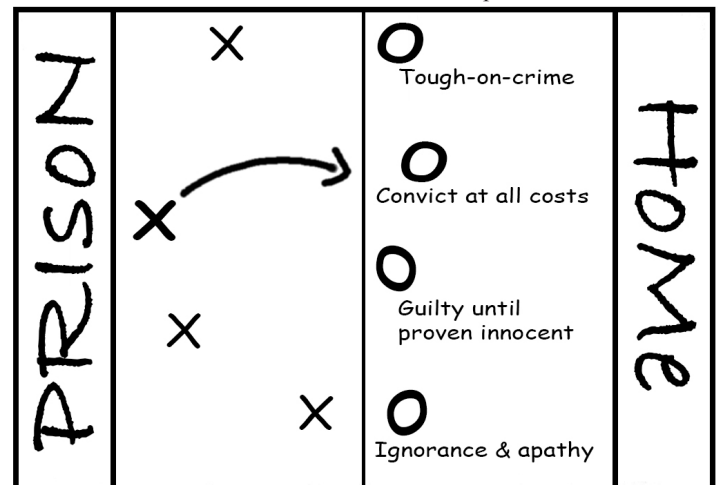 PRISON
Tough-on-crime
Convict at all costs
Guilty until
proven innocent
Ignorance & apathy
HOMe